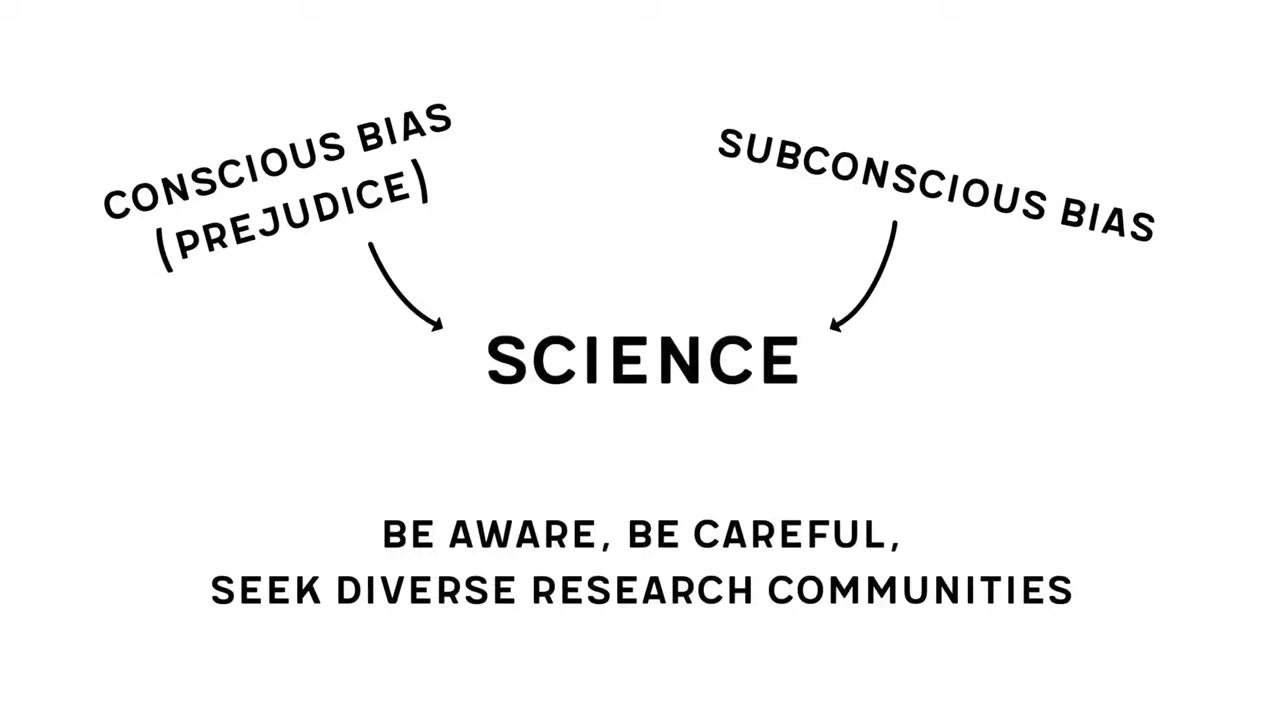 CONSCIOUS BIAS
(PREJUDICE)
SUBCONSCIOUS BIAS
SCIENCE
BE AWARE, BE CAREFUL,
SEEK DIVERSE RESEARCH COMMUNITIES